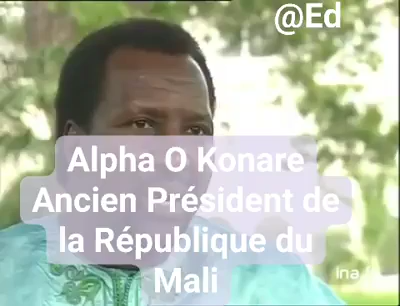 @Ed
Alpha O Konare
Ancien Président de
la République du
Mali
ina